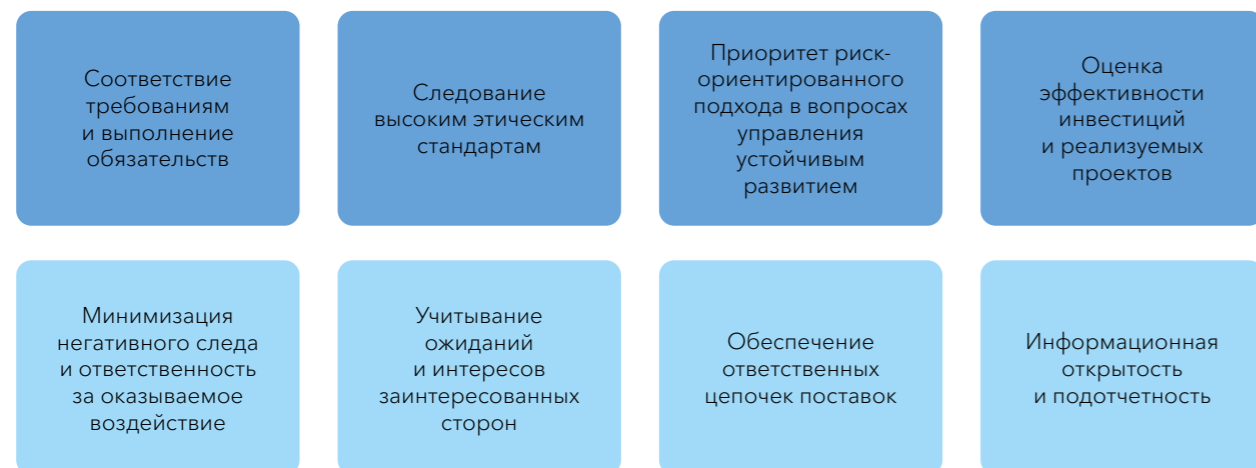 Соответствие
требованиям
и выполнение
обязательств
Следование
высоким этическим
стандартам
Приоритет риск-
ориентированного
подхода в вопросах
управления
устойчивым
развитием
Оценка
эффективности
инвестиций
и реализуемых
проектов
Минимизация
негативного следа
и ответственность
за оказываемое
воздействие
Учитывание
ожиданий
и интересов
заинтересованных
сторон
Обеспечение
ответственных
цепочек поставок
Информационная
открытость
и подотчетность